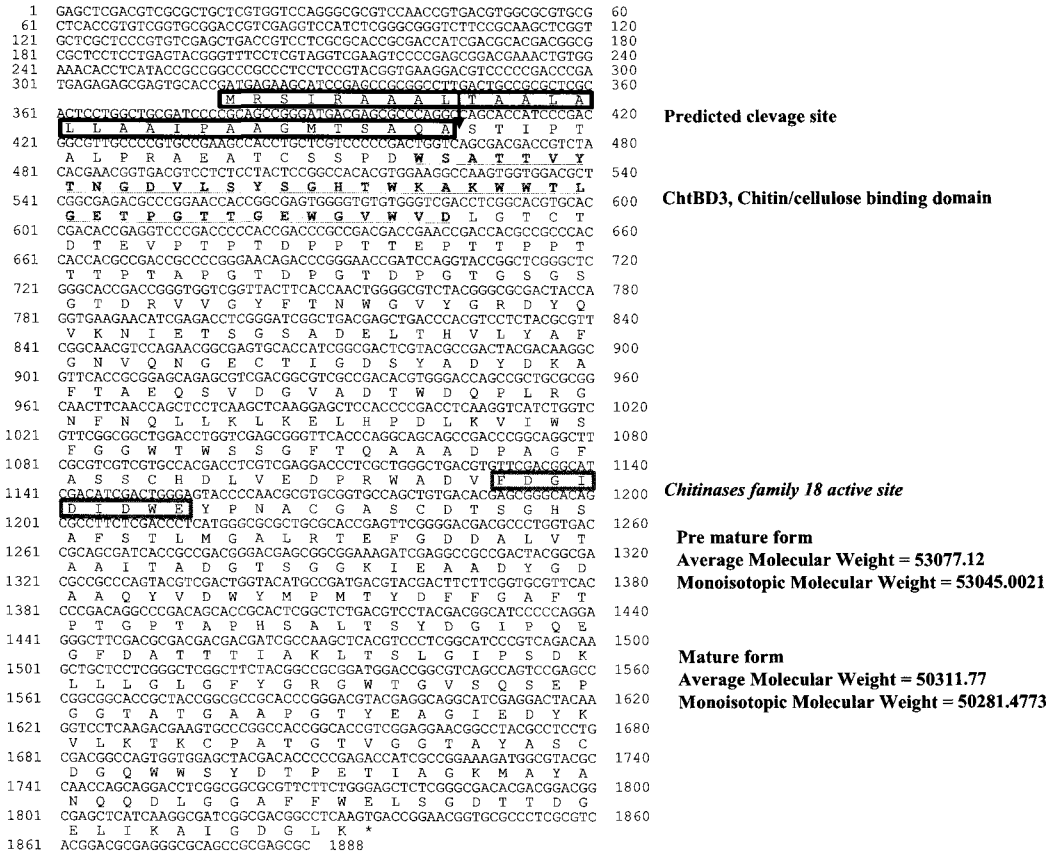 1 GAGCTCGACGTCGCGCTGCTCGTGGTCCAGGGCGCGTCCAACCGTGACGTGGCGCGTGCG 60
61 CTCACCGTGTCGGTGCGGACCGTCGAGGTCCATCTCGGGCGGGTCTTCCGCAAGCTCGGT 120
121 GCTCGCTCCCGTGTCGAGCTGACCGTCCTCGCGCACCGCGACCATCGACGCACGACGGCG 180
181 CGCTCCTCCTGAGTACGGGTTTCCTCGTAGGTCGAAGTCCCCGAGCGGACGAAACTGTGG 240
241 AAACACCTCATACCGCCGGCCCGCCCTCCTCCGTACGGTGAAGGACGTCCCCCGACCCGA 300
301 TGAGAGAGCGAGTGCACCGATGAGAAGCATCCGAGCCGCGGCCTTGACTGCCGCGCTCGC 360
M R S I R A A A L T A A L A
361 ACTCCTGGCTGCGATCCCCGCAGCCGGGATGACGAGCGCCCAGGCCAGCACCATCCCGAC 420
L L A A I P A A G M T S A Q A S T I P T
421 GGCGTTGCCCCGTGCCGAAGCCACCTGCTCGTCCCCCGACTGGTCAGCGACGACCGTCTA 480
A L P R A E A T C S S P D W S A T T V Y
481 CACGAACGGTGACGTCCTCTCCTACTCCGGCCACACGTGGAAGGCCAAGTGGTGGACGCT 540
T N G D V L S Y S G H T W K A K W W T L
541 CGGCGAGACGCCCGGAACCACCGGCGAGTGGGGTGTGTGGGTCGACCTCGGCACGTGCAC 600
G E T P G T T G E W G V W V D L G T C T
601 CGACACCGAGGTCCCGACCCCCACCGACCCGCCGACGACCGAACCGACCACGCCGCCCAC 660
D T E V P T P T D P P T T E P T T P P T
661 CACCACGCCGACCGCCCCGGGAACAGACCCGGGAACCGATCCAGGTACCGGCTCGGGCTC 720
T T P T A P G T D P G T D P G T G S G S
721 GGGCACCGACCGGGTGGTCGGTTACTTCACCAACTGGGGCGTCTACGGGCGCGACTACCA 780
G T D R V V G Y F T N W G V Y G R D Y Q
781 GGTGAAGAACATCGAGACCTCGGGATCGGCTGACGAGCTGACCCACGTCCTCTACGCGTT 840
V K N I E T S G S A D E L T H V L Y A F
841 CGGCAACGTCCAGAACGGCGAGTGCACCATCGGCGACTCGTACGCCGACTACGACAAGGC 900
G N V Q N G E C T I G D S Y A D Y D K A
901 GTTCACCGCGGAGCAGAGCGTCGACGGCGTCGCCGACACGTGGGACCAGCCGCTGCGCGG 960
F T A E Q S V D G V A D T W D Q P L R G
961 CAACTTCAACCAGCTCCTCAAGCTCAAGGAGCTCCACCCCGACCTCAAGGTCATCTGGTC 1020
N F N Q L L K L K E L H P D L K V I W S
1021 GTTCGGCGGCTGGACCTGGTCGAGCGGGTTCACCCAGGCAGCAGCCGACCCGGCAGGCTT 1080
F G G W T W S S G F T Q A A A D P A G F
1081 CGCGTCGTCGTGCCACGACCTCGTCGAGGACCCTCGCTGGGCTGACGTGTTCGACGGCAT 1140
A S S C H D L V E D P R W A D V F D G I
1141 CGACATCGACTGGGAGTACCCCAACGCGTGCGGTGCCAGCTGTGACACGAGCGGGCACAG 1200
D I D W E Y P N A C G A S C D T S G H S
1201 CGCCTTCTCGACCCTCATGGGCGCGCTGCGCACCGAGTTCGGGGACGACGCCCTGGTGAC 1260
A F S T L M G A L R T E F G D D A L V T
1261 CGCAGCGATCACCGCCGACGGGACGAGCGGCGGAAAGATCGAGGCCGCCGACTACGGCGA 1320
A A I T A D G T S G G K I E A A D Y G D
1321 CGCCGCCCAGTACGTCGACTGGTACATGCCGATGACGTACGACTTCTTCGGTGCGTTCAC 1380
A A Q Y V D W Y M P M T Y D F F G A F T
1381 CCCGACAGGCCCGACAGCACCGCACTCGGCTCTGACGTCCTACGACGGCATCCCCCAGGA 1440
P T G P T A P H S A L T S Y D G I P Q E
1441 GGGCTTCGACGCGACGACGACGATCGCCAAGCTCACGTCCCTCGGCATCCCGTCAGACAA 1500
G F D A T T T I A K L T S L G I P S D K
1501 GCTGCTCCTCGGGCTCGGCTTCTACGGCCGCGGATGGACCGGCGTCAGCCAGTCCGAGCC 1560
L L L G L G F Y G R G W T G V S Q S E P
1561 CGGCGGCACCGCTACCGGCGCCGCACCCGGGACGTACGAGGCAGGCATCGAGGACTACAA 1620
G G T A T G A A P G T Y E A G I E D Y K
1621 GGTCCTCAAGACGAAGTGCCCGGCCACCGGCACCGTCGGAGGAACGGCCTACGCCTCCTG 1680
V L K T K C P A T G T V G G T A Y A S C
1681 CGACGGCCAGTGGTGGAGCTACGACACCCCCGAGACCATCGCCGGAAAGATGGCGTACGC 1740
D G Q W W S Y D T P E T I A G K M A Y A
1741 CAACCAGCAGGACCTCGGCGGCGCGTTCTTCTGGGAGCTCTCGGGCGACACGACGGACGG 1800
N Q Q D L G G A F F W E L S G D T T D G
1801 CGAGCTCATCAAGGCGATCGGCGACGGCCTCAAGTGACCGGAACGGTGCGCCCTCGCGTC 1860
E L I K A I G D G L K *
1861 ACGGACGCGAGGGCGCAGCCGCGAGCGC 1888
Predicted clevage site
ChtBD3, Chitin/cellulose binding domain
Chitinases family 18 active site
Pre mature form
Average Molecular Weight = 53077.12
Monoisotopic Molecular Weight = 53045.0021
Mature form
Average Molecular Weight = 50311.77
Monoisotopic Molecular Weight = 50281.4773